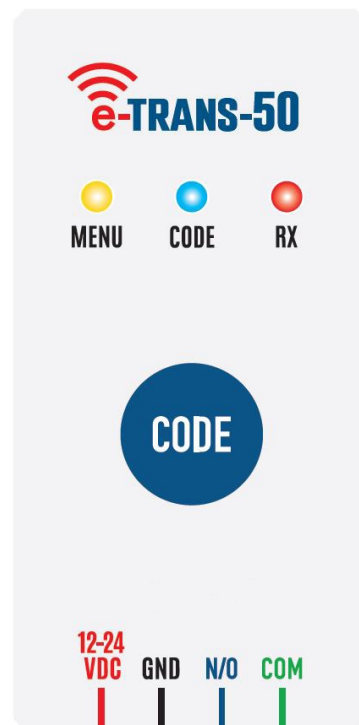 e-TRANS-50
MENU CODE RX
CODE
12-24
VDC GND N/O COM